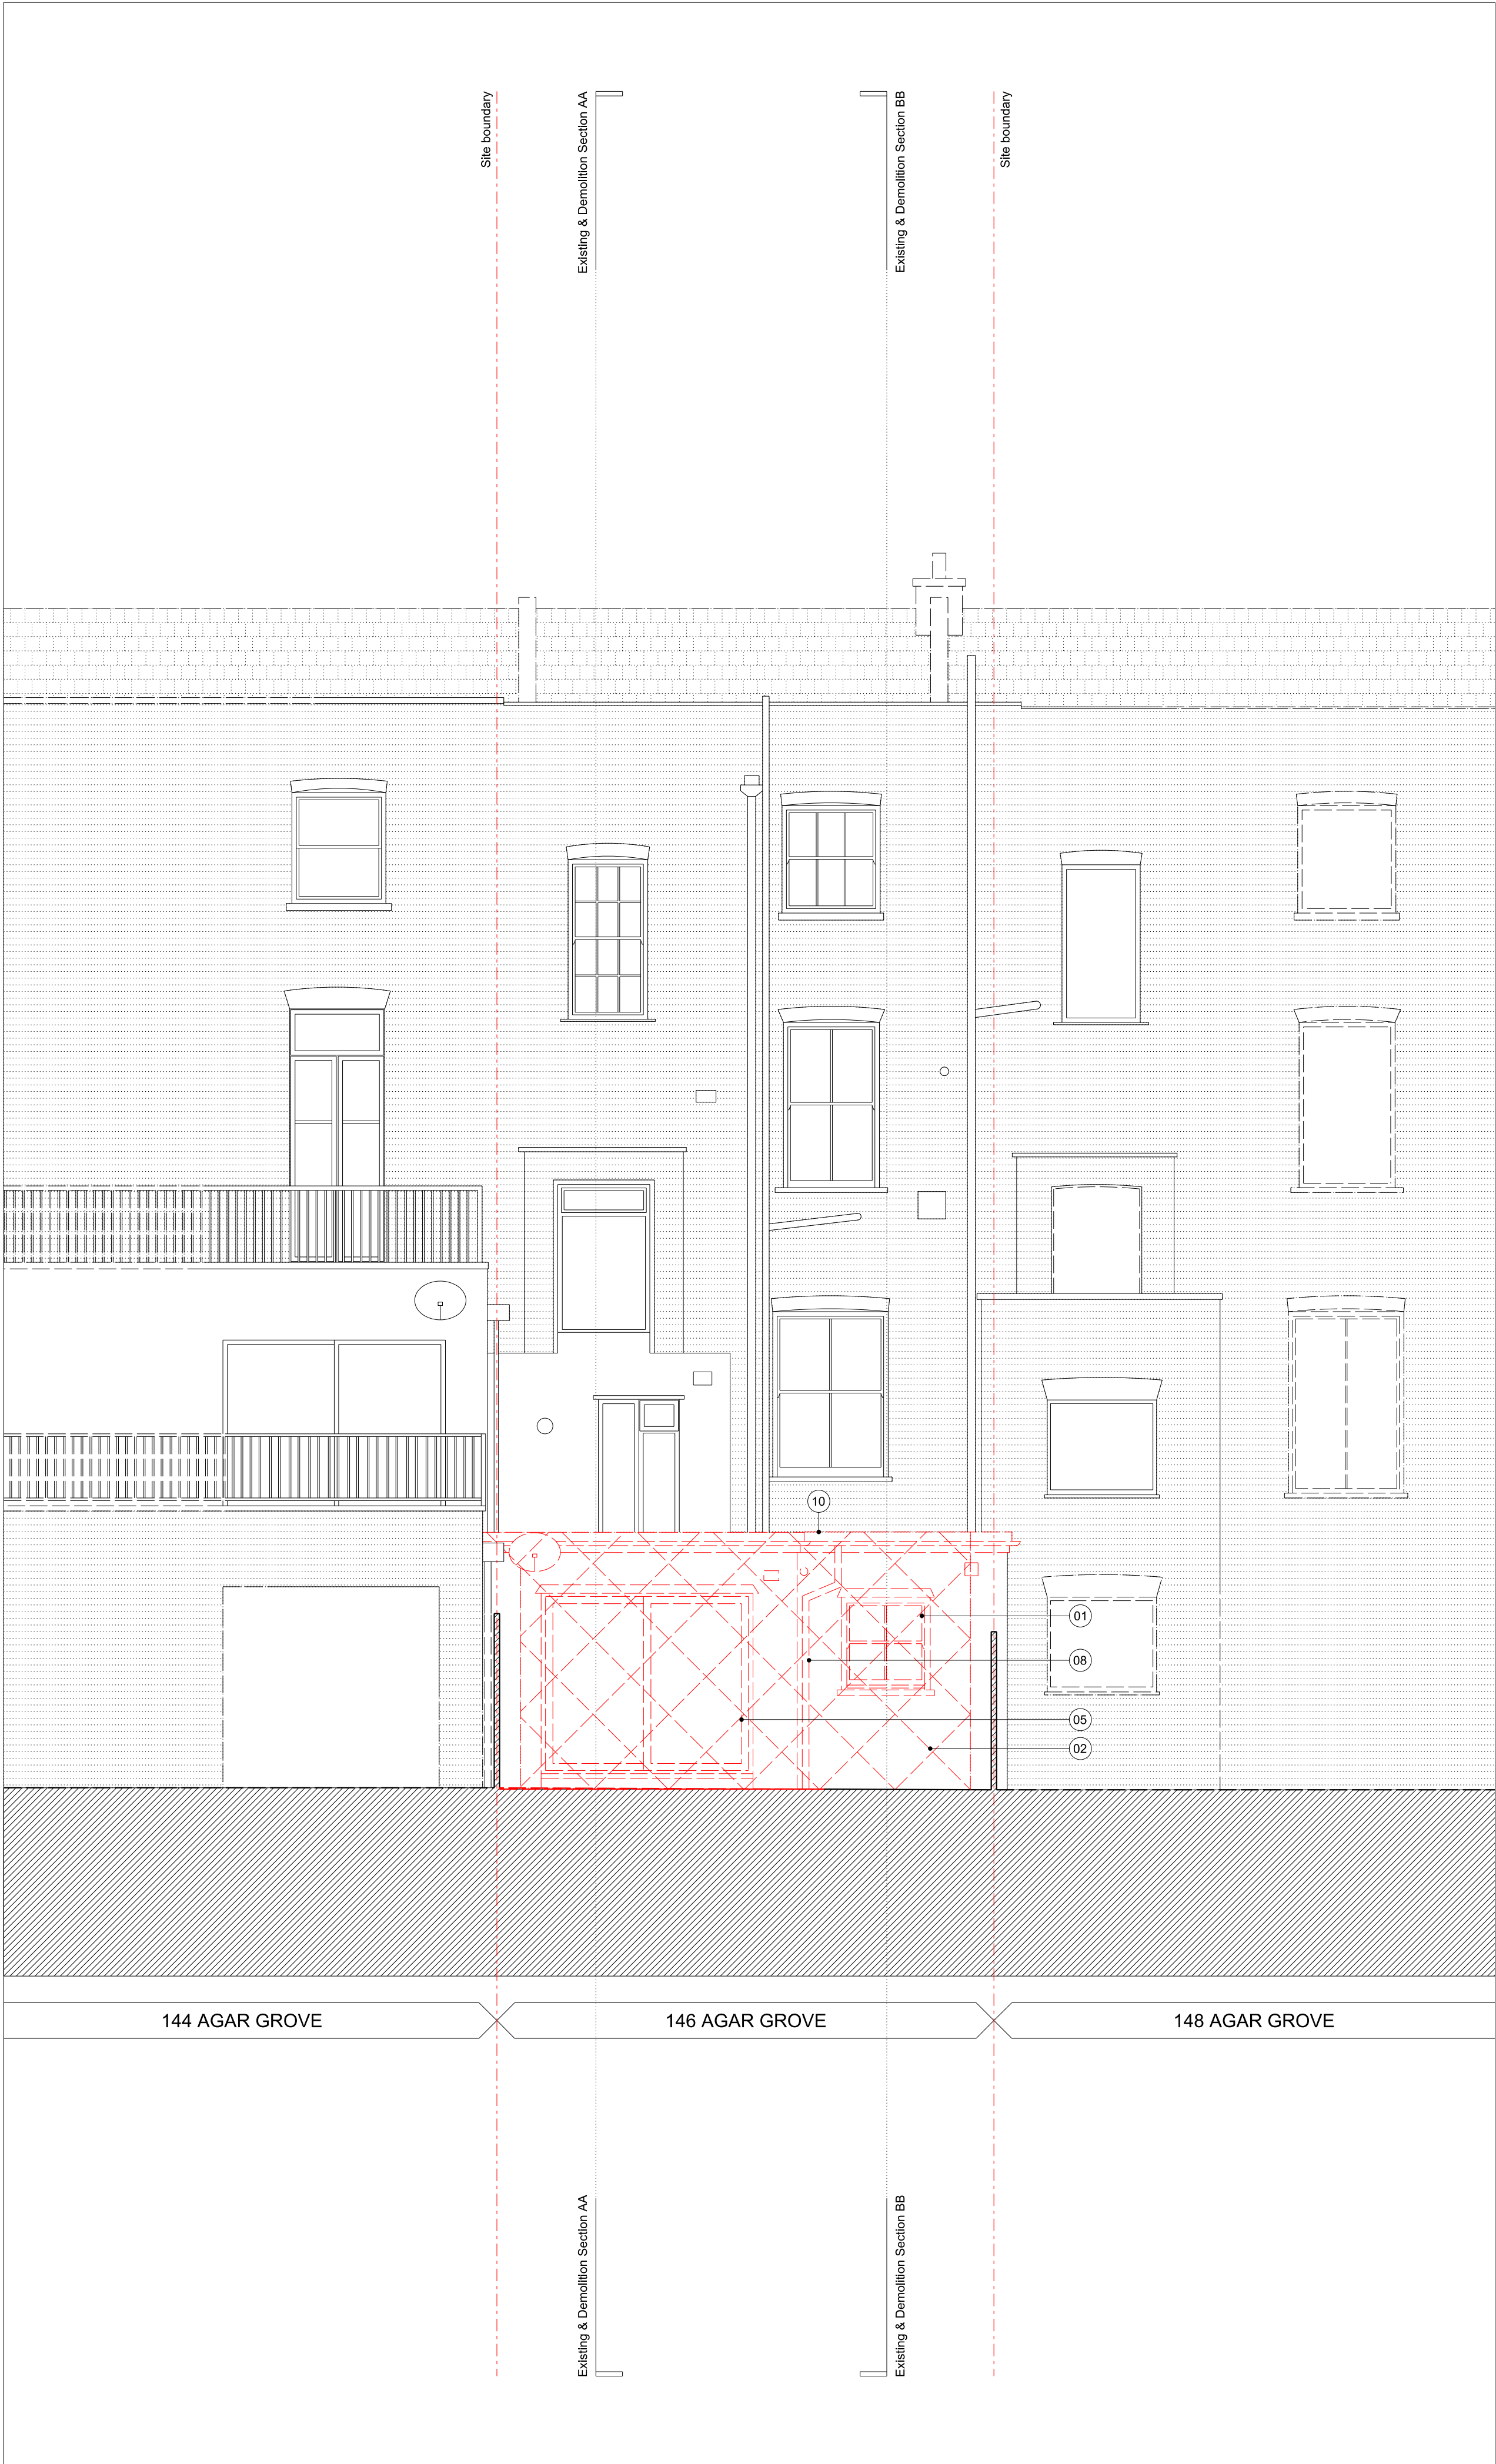 Site boundary
Existing & Demolition Section AA
Existing & Demolition Section BB
Site boundary
10
01
08
05
02
144 AGAR GROVE
146 AGAR GROVE
148 AGAR GROVE
Existing & Demolition Section AA
Existing & Demolition Section BB